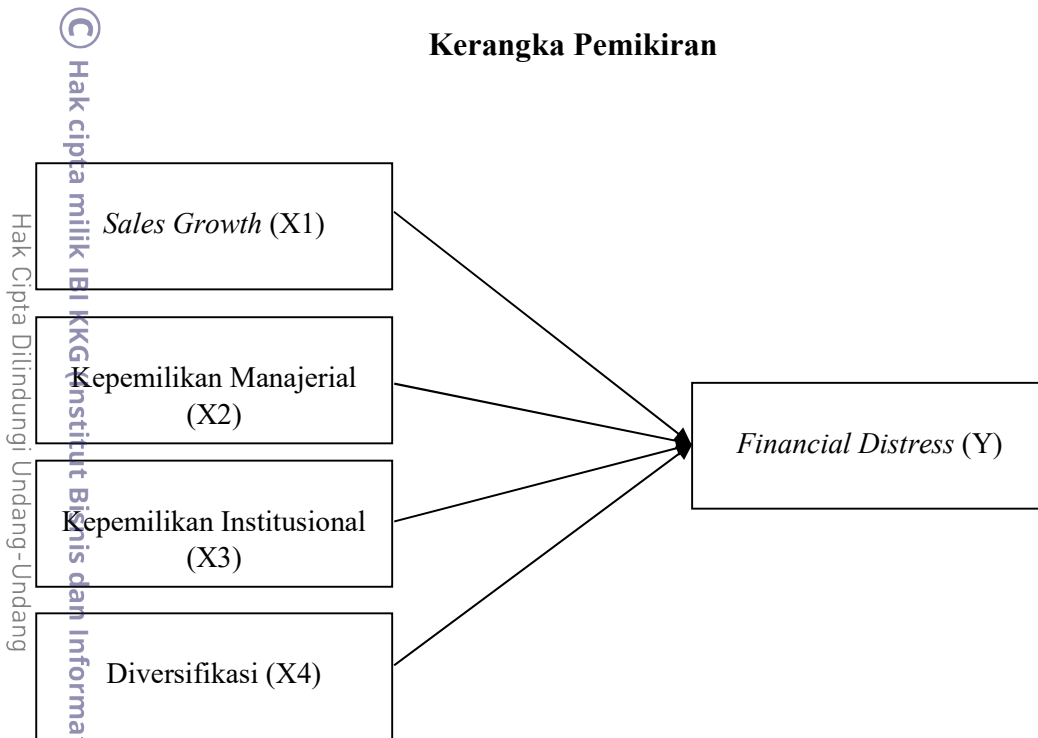 Kerangka Pemikiran
Sales Growth (X1)
Kepemilikan Manajerial
(X2)
Kepemilikan Institusional
(X3)
Diversifikasi (X4)
Financial Distress (Y)
© Hak cipta milik IBI KKG (Institut Bisnis dan Informa
Hak Cipta Dilindungi Undang-Undang